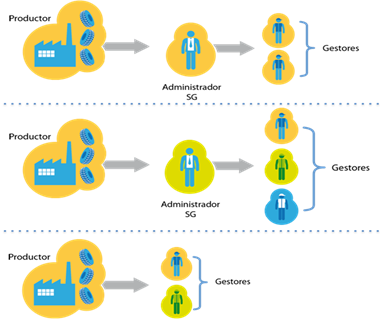 Productor
Gestores
Administrador
SG
Productor
Gestores
Administrador
SG
Productor
Gestores